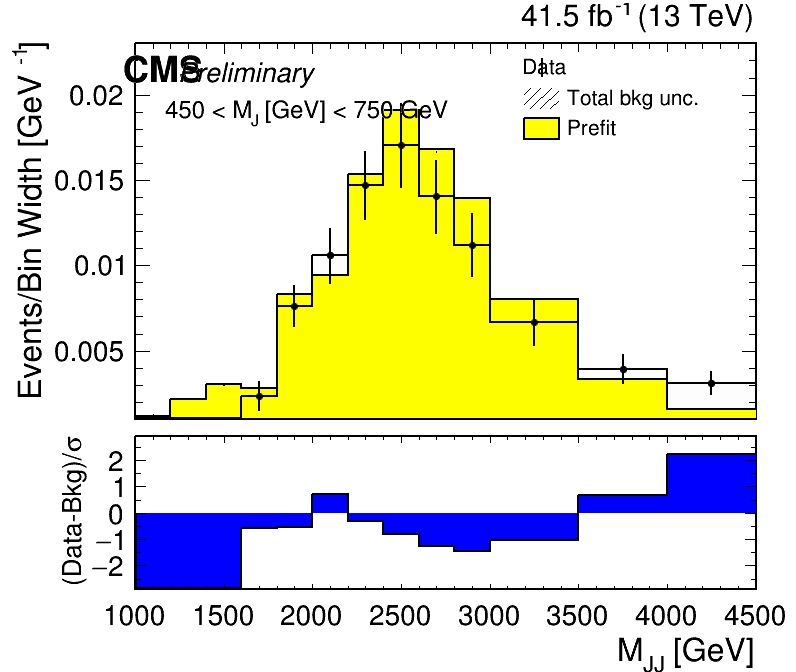 41.5 fb-1 (13 TeV)
CMS Preliminary
Data
450 < MJ [GeV] < 750 GeV
Total bkg unc.
Prefit
Events/Bin Width [GeV-1]
0.02
0.015
0.01
0.005
(Data-Bkg)/σ
2
1
0
−1
−2
1000 1500 2000 2500 3000 3500 4000 4500
MJJ [GeV]